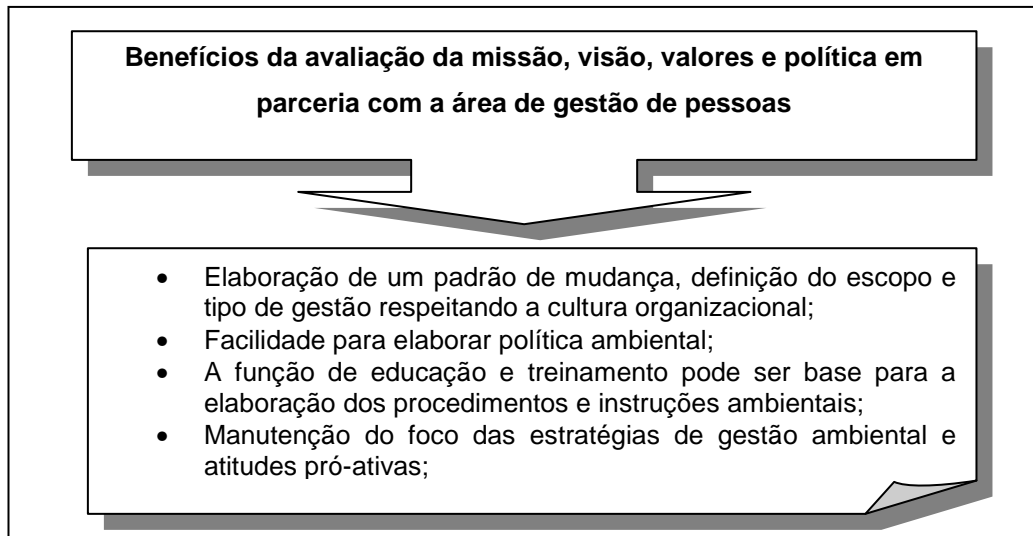 Benefícios da avaliação da missão, visão, valores e política em
parceria com a área de gestão de pessoas
• Elaboração de um padrão de mudança, definição do escopo e
tipo de gestão respeitando a cultura organizacional;
• Facilidade para elaborar política ambiental;
• A função de educação e treinamento pode ser base para a
elaboração dos procedimentos e instruções ambientais;
• Manutenção do foco das estratégias de gestão ambiental e
atitudes pró-ativas;